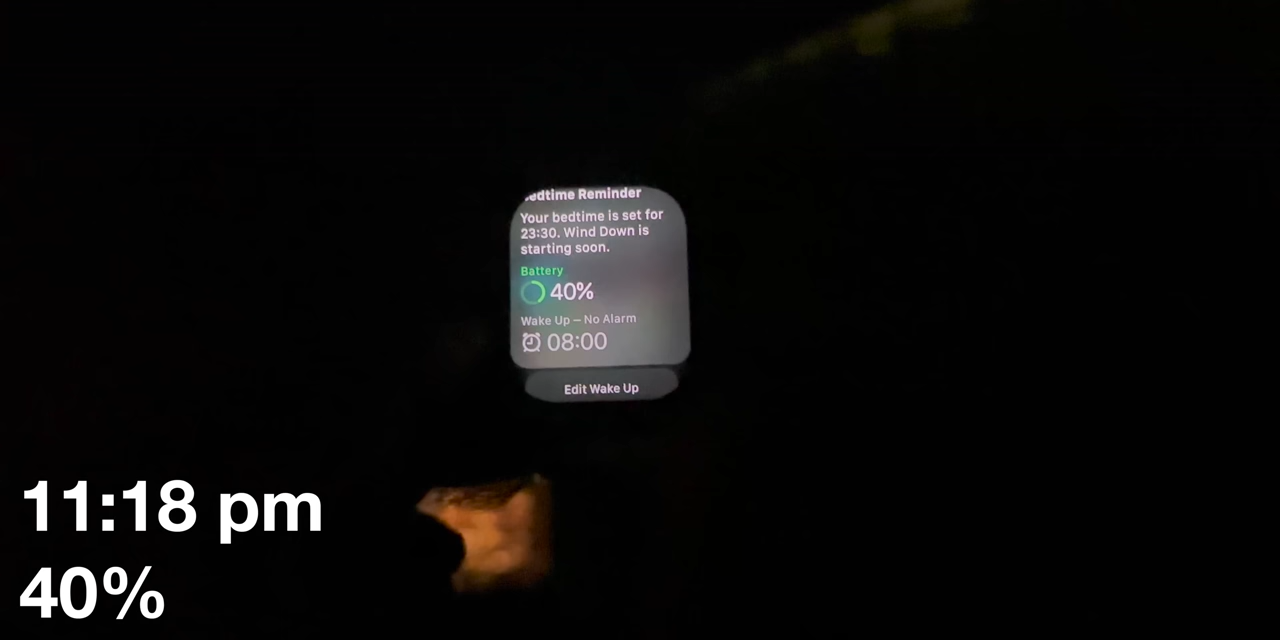 edtime Reminder
Your bedtime is set for
23:30. Wind Down is
starting soon.
Battery
40%
Wake Up – No Alarm
08:00
Edit Wake Up
11:18 pm
40%